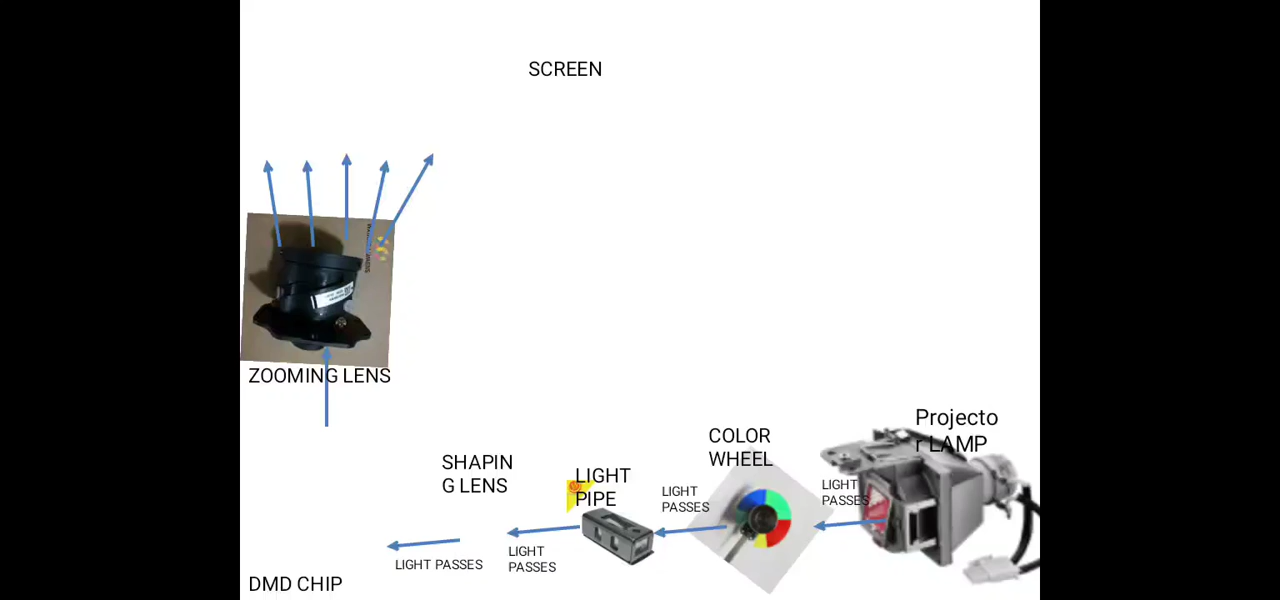 SCREEN
ZOOMING LENS
Projecto
r LAMP
COLOR
WHEEL
SHAPIN
G LENS
LIGHT
PIPE
LIGHT
PASSES
LIGHT
PASSES
LIGHT
PASSES
LIGHT PASSES
DMD CHIP